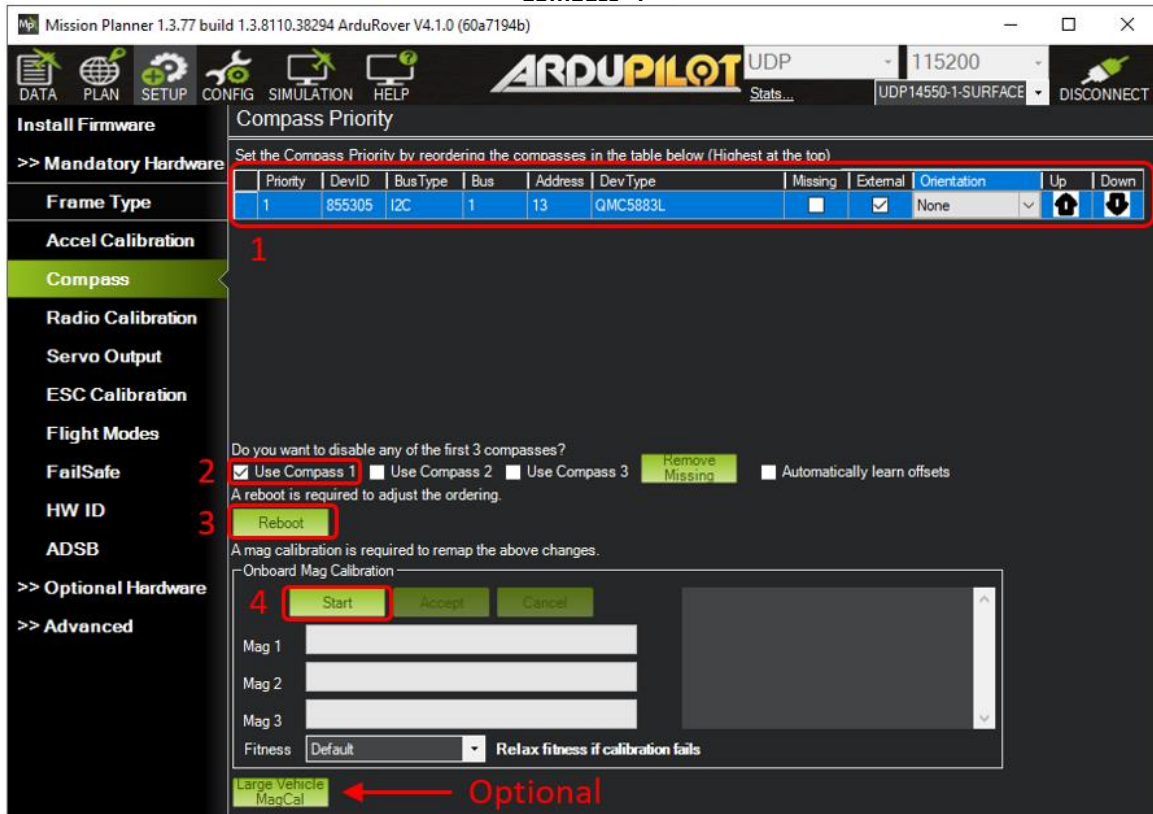 Mission Planner 1.3.77 build 1.3.8110.38294 ArduRover V4.1.0 (60a7194b)
DATA PLAN SETUP CONFIG SIMULATION HELP
ARDUPILOT
UDP 115200
Stats... UDP14550-1-SURFACE DISCONNECT
Install Firmware
>> Mandatory Hardware
Frame Type
Accel Calibration
Compass
Radio Calibration
Servo Output
ESC Calibration
Flight Modes
FailSafe
HW ID
ADSB
>> Optional Hardware
>> Advanced
Compass Priority
Set the Compass Priority by reordering the compasses in the table below (Highest at the top)
Priority DevID BusType Bus Address DevType Missing External Orientation Up Down
1 855305 I2C 1 13 QMC5883L None
1
Do you want to disable any of the first 3 compasses?
2 Use Compass 1 Use Compass 2 Use Compass 3 Remove Missing Automatically learn offsets
A reboot is required to adjust the ordering.
3 Reboot
A mag calibration is required to remap the above changes.
Onboard Mag Calibration
4 Start Accept Cancel
Mag 1
Mag 2
Mag 3
Fitness Default Relax fitness if calibration fails
Large Vehicle MagCal Optional